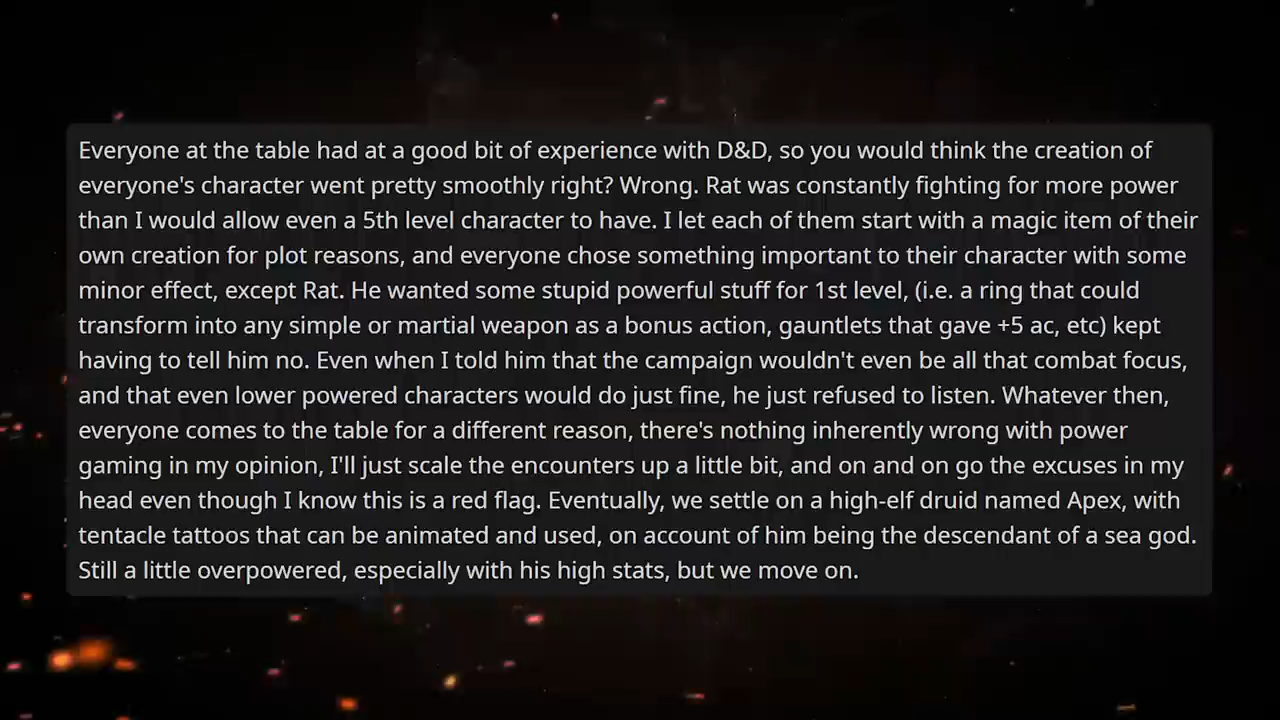 Everyone at the table had at a good bit of experience with D&D, so you would think the creation of
everyone's character went pretty smoothly right? Wrong. Rat was constantly fighting for more power
than I would allow even a 5th level character to have. I let each of them start with a magic item of their
own creation for plot reasons, and everyone chose something important to their character with some
minor effect, except Rat. He wanted some stupid powerful stuff for 1st level, (i.e. a ring that could
transform into any simple or martial weapon as a bonus action, gauntlets that gave +5 ac, etc) kept
having to tell him no. Even when I told him that the campaign wouldn't even be all that combat focus,
and that even lower powered characters would do just fine, he just refused to listen. Whatever then,
everyone comes to the table for a different reason, there's nothing inherently wrong with power
gaming in my opinion, I'll just scale the encounters up a little bit, and on and on go the excuses in my
head even though I know this is a red flag. Eventually, we settle on a high-elf druid named Apex, with
tentacle tattoos that can be animated and used, on account of him being the descendant of a sea god.
Still a little overpowered, especially with his high stats, but we move on.